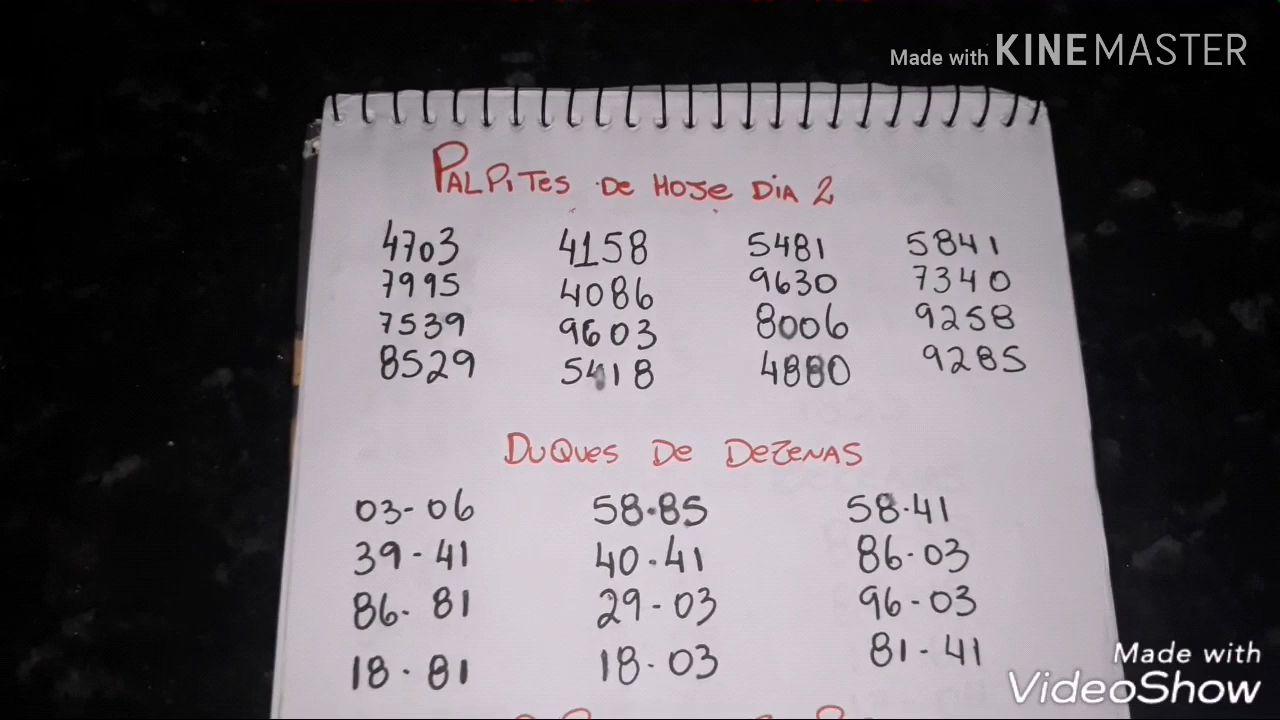 Made with KINEMASTER
PALPITES DE HOJE DIA 2
4703 4158 5481 5841
7995 4086 9630 7340
7539 9603 8006 9258
8529 5418 4880 9285
DUQUES DE DEZENAS
03-06 58.85 58.41
39-41 40.41 86.03
86-81 29-03 96-03
18.81 18.03 81-41
Made with
VideoShow